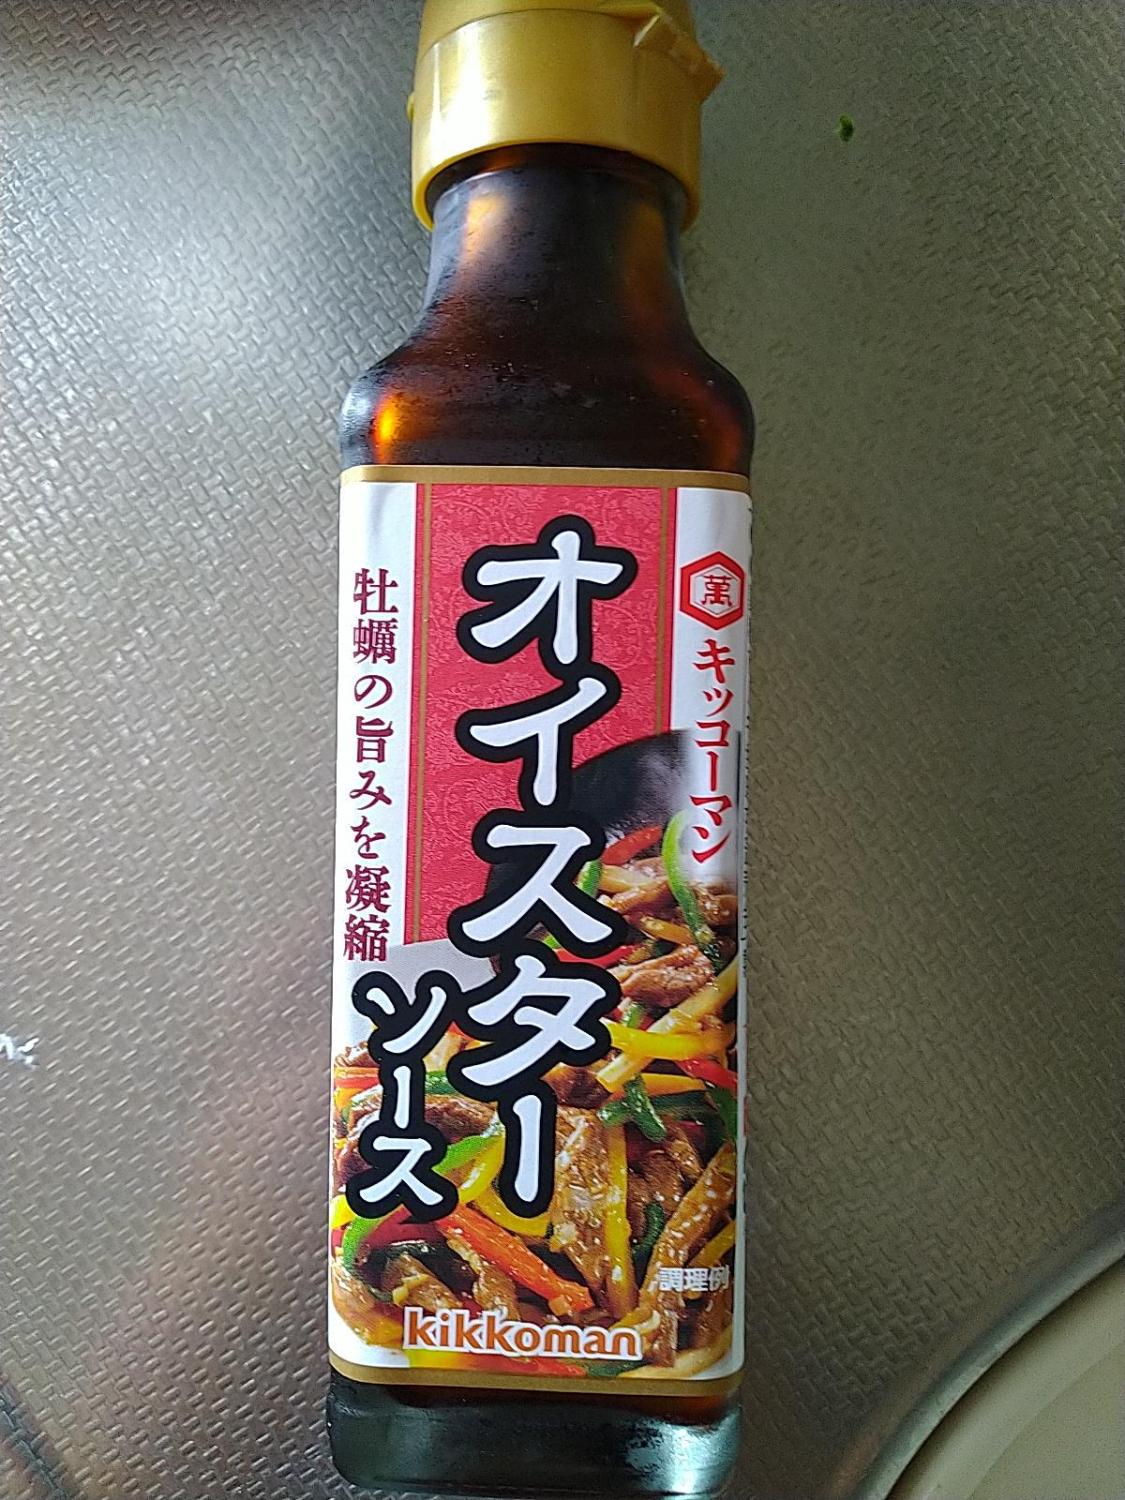 萬
キッコーマン
オイスター
ソース
牡蠣の旨みを凝縮
調理例
kikkoman